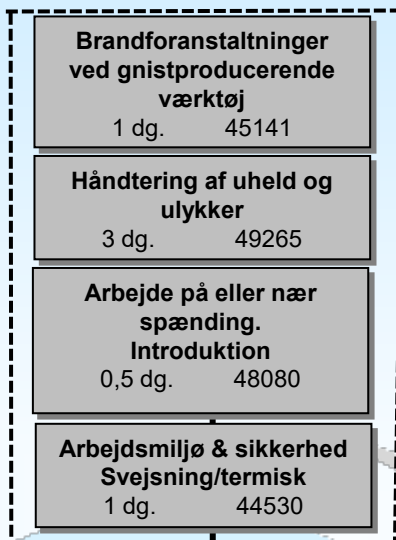 Brandforanstaltninger
ved gnistproducerende
værktøj
1 dg. 45141
Håndtering af uheld og
ulykker
3 dg. 49265
Arbejde på eller nær
spænding.
Introduktion
0,5 dg. 48080
Arbejdsmiljø & sikkerhed
Svejsning/termisk
1 dg. 44530